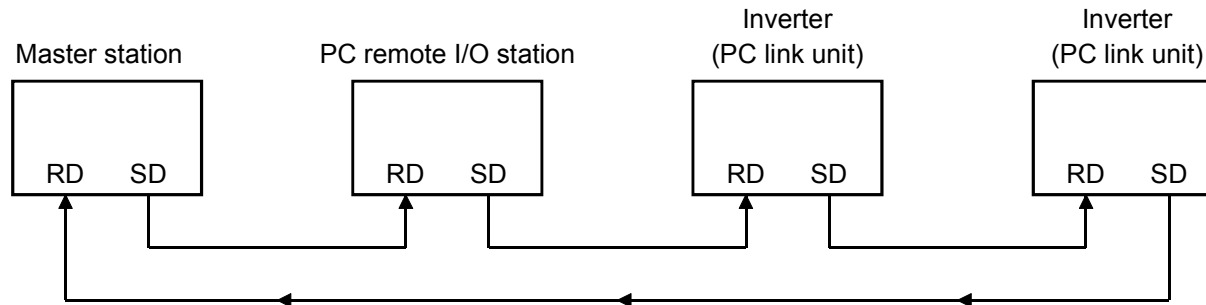 Master station
PC remote I/O station
Inverter
(PC link unit)
Inverter
(PC link unit)
RD SD
RD SD
RD SD
RD SD